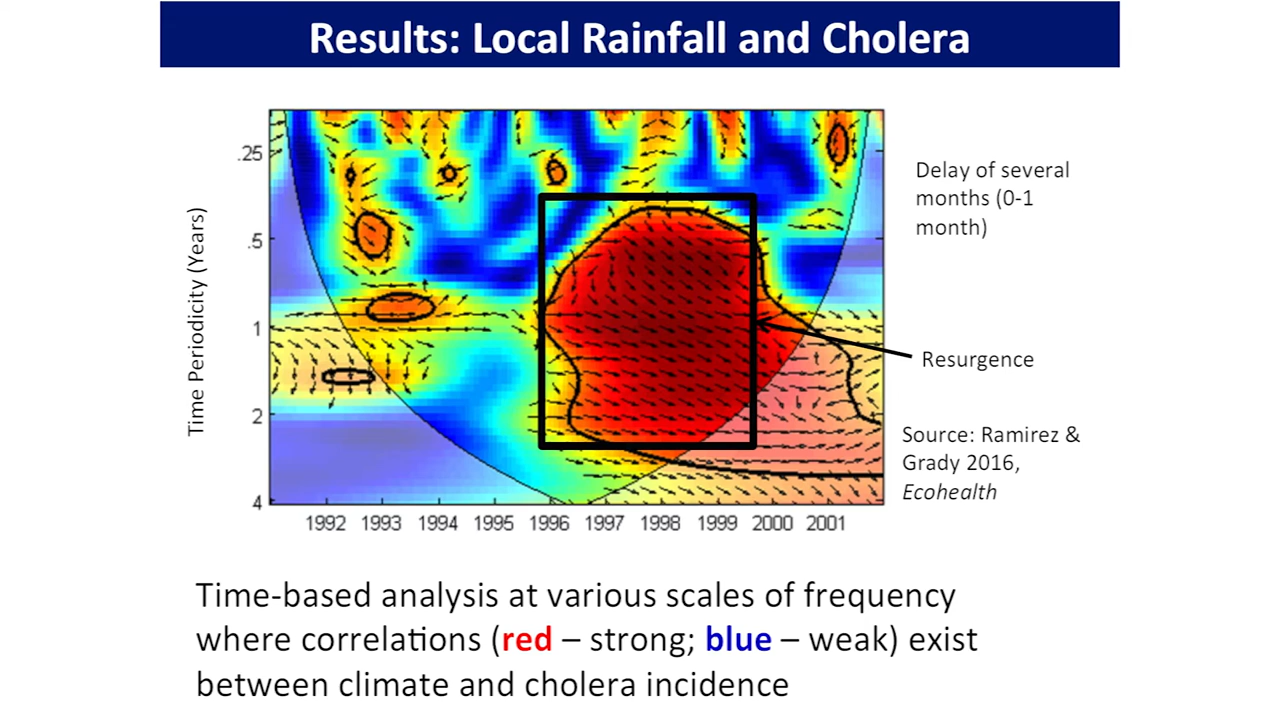 Results: Local Rainfall and Cholera
Time Periodicity (Years)
.25
.5
1
2
4
1992 1993 1994 1995 1996 1997 1998 1999 2000 2001
Delay of several
months (0-1
month)
Resurgence
Source: Ramirez &
Grady 2016,
Ecohealth
Time-based analysis at various scales of frequency
where correlations (red – strong; blue – weak) exist
between climate and cholera incidence